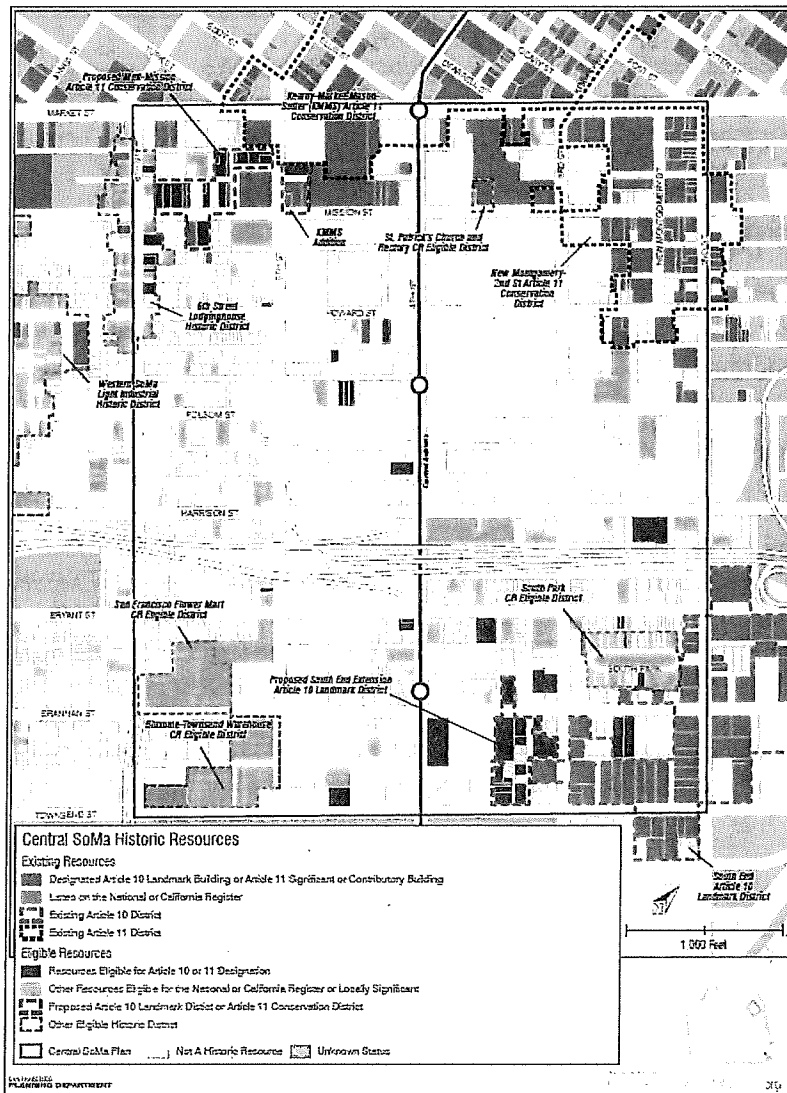 Proposed Mint-Mission
Article 11 Conservation District
Kearny-Market-Mason-
Sutter (KMMS) Article 11
Conservation
District
MARKET ST
MISSION ST
KMMS
Addition
St. Patrick's Church and
Rectory CR Eligible District
New Montgomery-
2nd St Article 11
Conservation
District
NEW MONTGOMERY ST
6th Street
Lodginghouse
Historic District
HOWARD ST
Western SoMa
Light Industrial
Historic District
FOLSOM ST
HARRISON ST
San Francisco Flower Mart
CR Eligible District
South Park
CR Eligible District
BRYANT ST
SOUTH PARK
Proposed South End Extension
Article 10 Landmark District
BRANNAN ST
Bluxome-Townsend Warehouse
CR Eligible District
TOWNSEND ST
South End
Article 10
Landmark District
1,000 Feet
Central SoMa Historic Resources
Existing Resources
Designated Article 10 Landmark Building or Article 11 Significant or Contributory Building
Listed on the National or California Register
Existing Article 10 District
Existing Article 11 District
Eligible Resources
Resources Eligible for Article 10 or 11 Designation
Other Resources Eligible for the National or California Register or Locally Significant
Proposed Article 10 Landmark District or Article 11 Conservation District
Other Eligible Historic District
Central SoMa Plan
Not A Historic Resource
Unknown Status
PLANNING DEPARTMENT